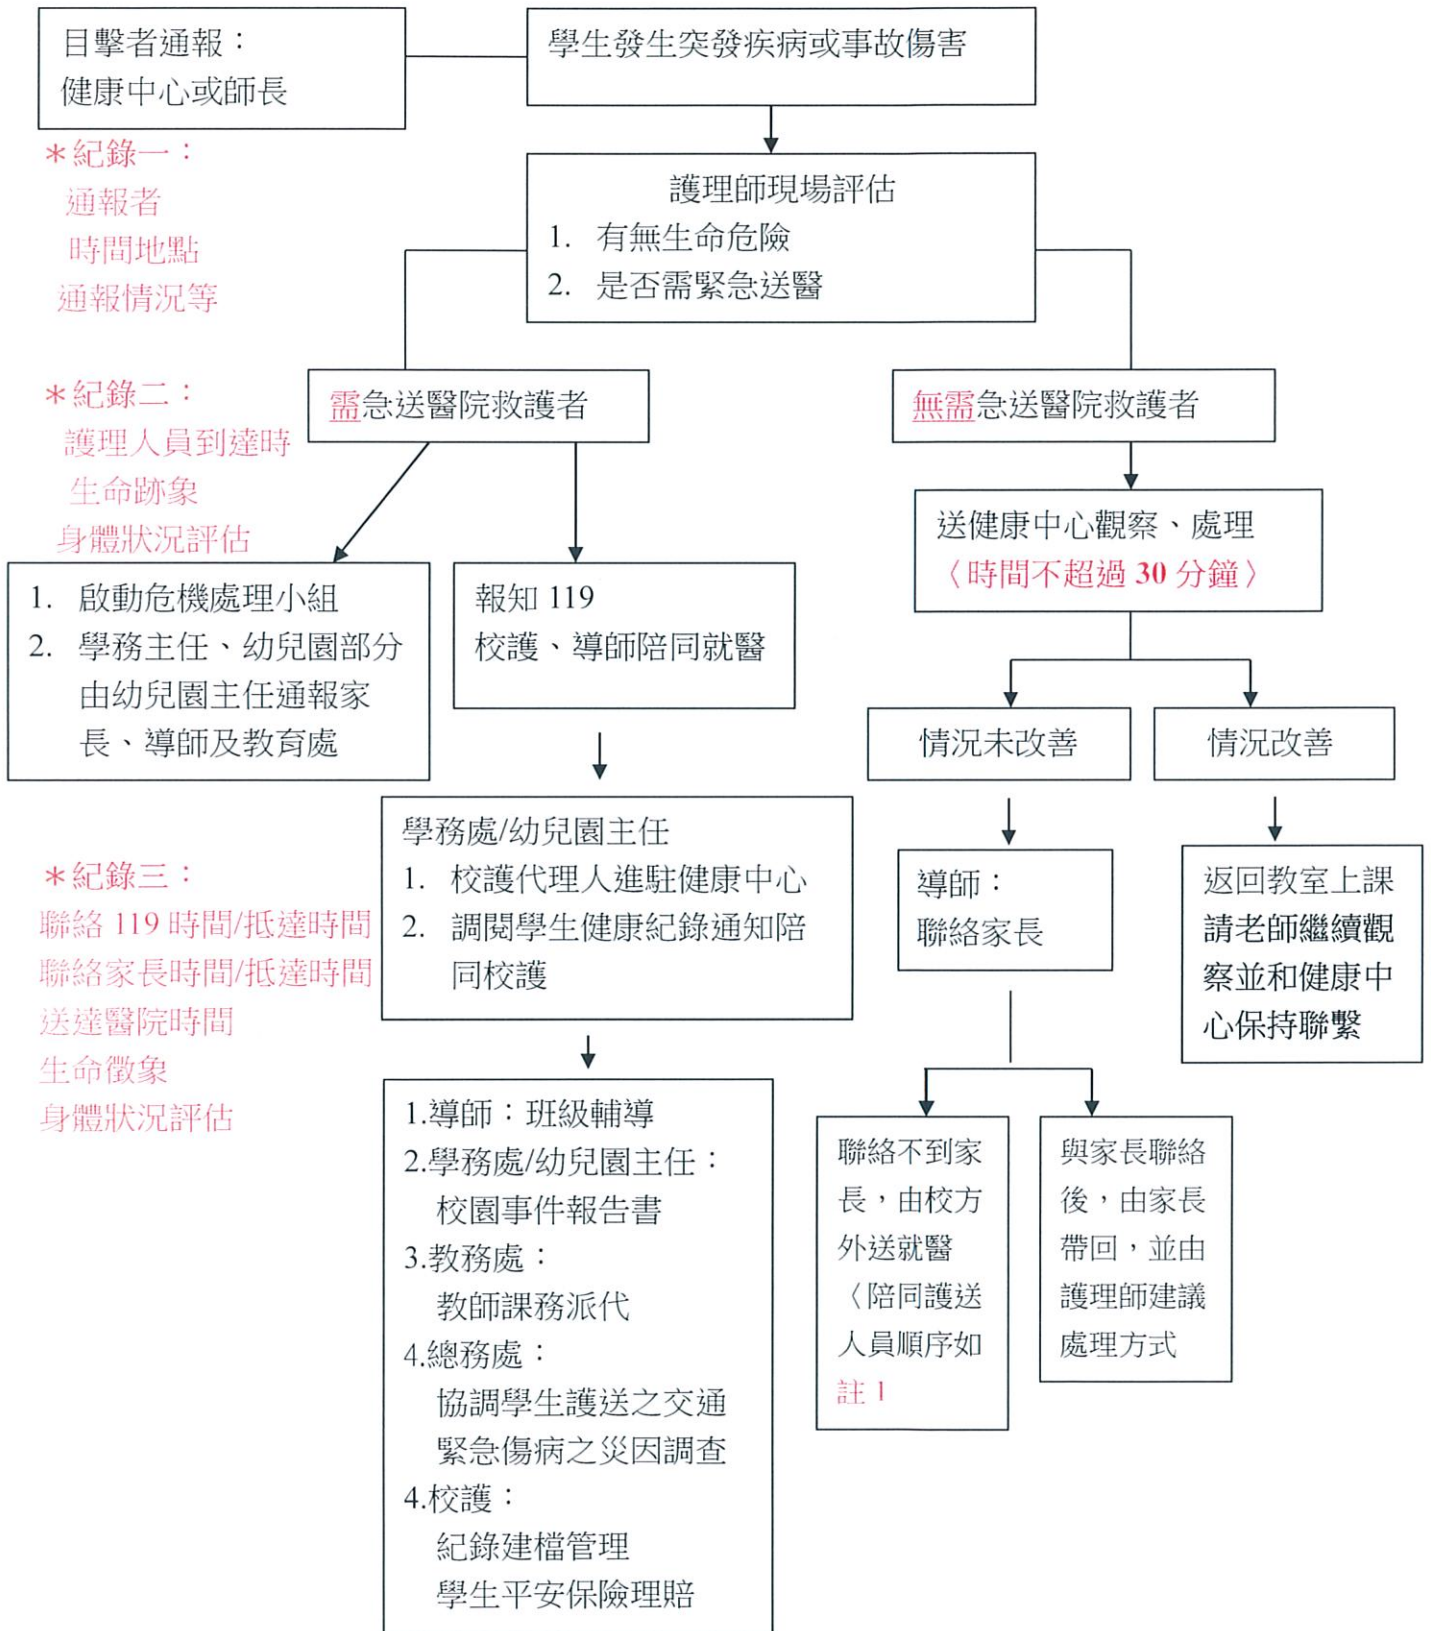 目擊者通報：
健康中心或師長
學生發生突發疾病或事故傷害
＊紀錄一：
通報者
時間地點
通報情況等
護理師現場評估
1. 有無生命危險
2. 是否需緊急送醫
＊紀錄二：
護理人員到達時
生命跡象
身體狀況評估
需急送醫院救護者
無需急送醫院救護者
1. 啟動危機處理小組
2. 學務主任、幼兒園部分
由幼兒園主任通報家
長、導師及教育處
報知 119
校護、導師陪同就醫
送健康中心觀察、處理
〈時間不超過 30 分鐘〉
情況未改善
情況改善
＊紀錄三：
聯絡 119 時間/抵達時間
聯絡家長時間/抵達時間
送達醫院時間
生命徵象
身體狀況評估
學務處/幼兒園主任
1. 校護代理人進駐健康中心
2. 調閱學生健康紀錄通知陪
同校護
導師：
聯絡家長
返回教室上課
請老師繼續觀
察並和健康中
心保持聯繫
1.導師：班級輔導
2.學務處/幼兒園主任：
校園事件報告書
3.教務處：
教師課務派代
4.總務處：
協調學生護送之交通
緊急傷病之災因調查
4.校護：
紀錄建檔管理
學生平安保險理賠
聯絡不到家
長，由校方
外送就醫
〈陪同護送
人員順序如
註 1
與家長聯絡
後，由家長
帶回，並由
護理師建議
處理方式